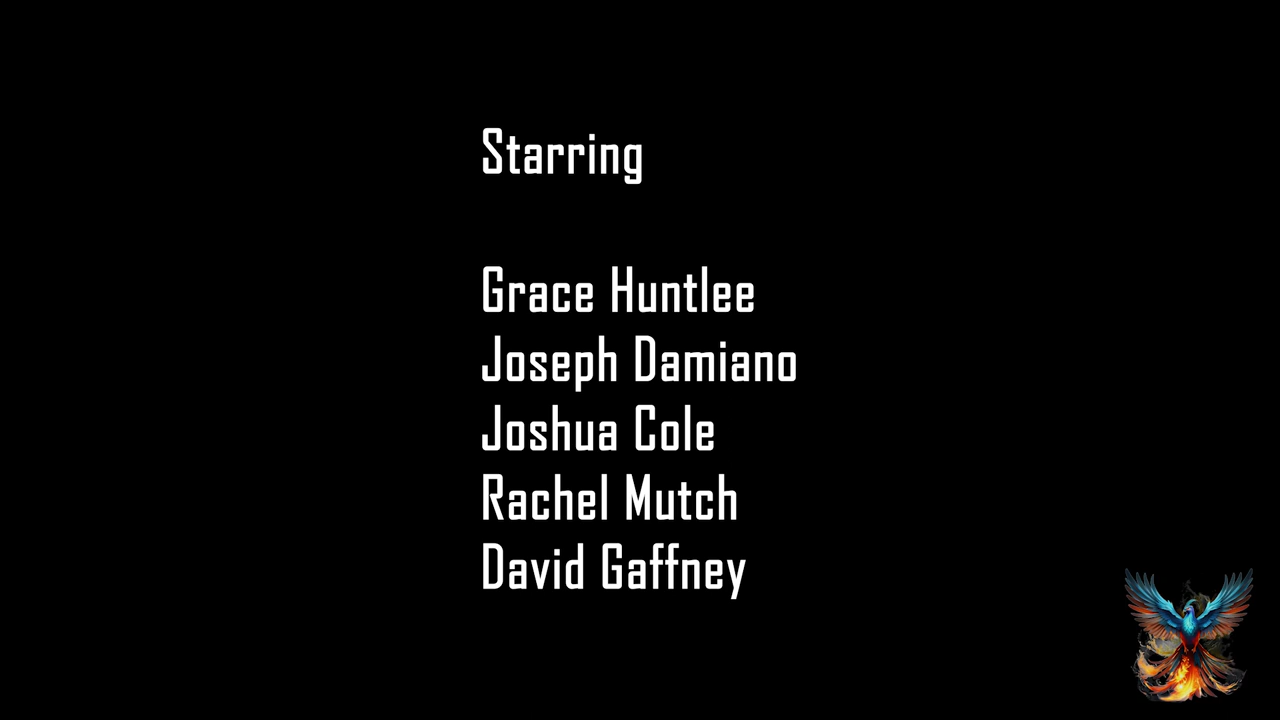 Starring
Grace Huntlee
Joseph Damiano
Joshua Cole
Rachel Mutch
David Gaffney